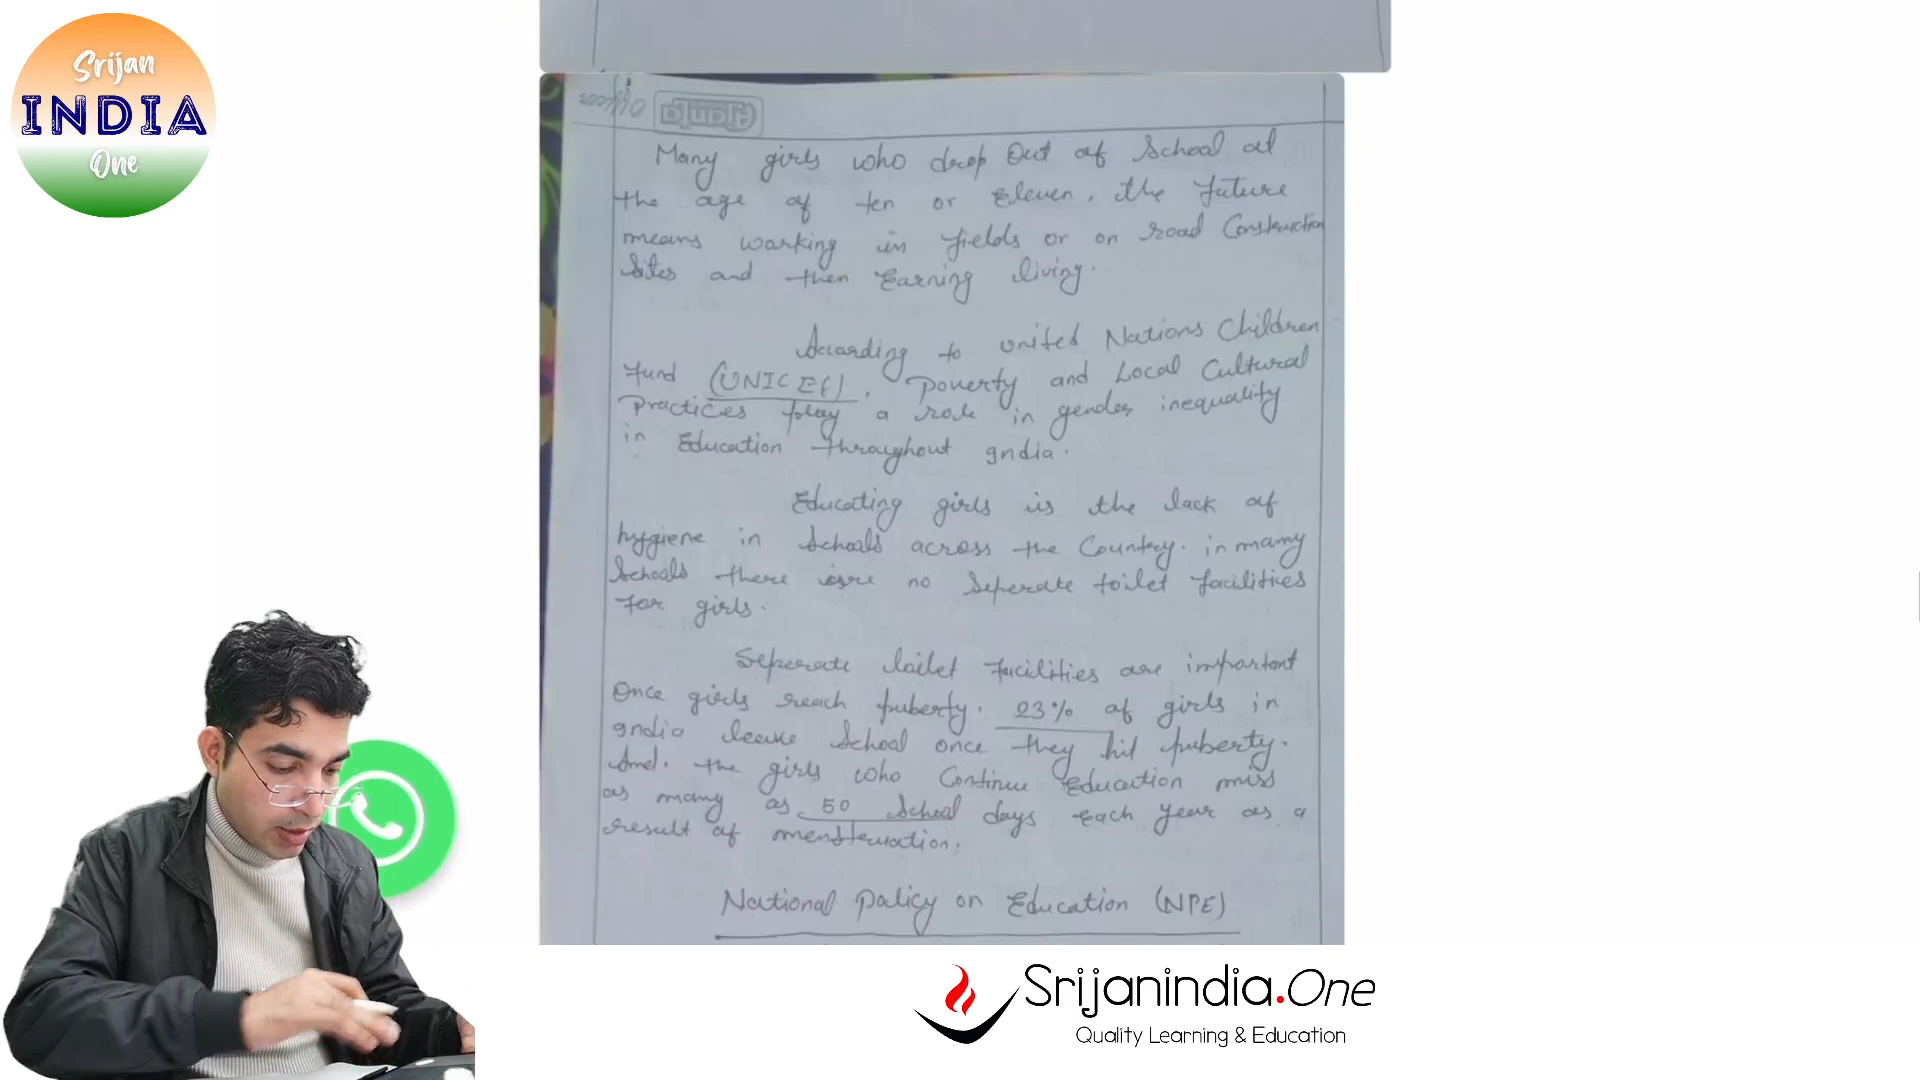 Srijan
INDIA
One
Ajanta
Many girls who drop Out of School at
the age of ten or Eleven. the future
means working in fields or on road Construction
Sites and then Earning living.
According to united Nations Children
Fund (UNICEF). Poverty and Local Cultural
Practices play a role in gender inequality
in Education throughout India.
Educating girls is the lack of
hygiene in Schools across the Country. in many
Schools there are no Seperate toilet facilities
For girls.
Seperate toilet Facilities are important
Once girls reach puberty. 23% of girls in
India leave School once they hit puberty.
And. the girls who Continue Education miss
as many as 50 School days Each year as a
result of menstruation.
National Policy on Education (NPE)
Srijanindia.One
Quality Learning & Education